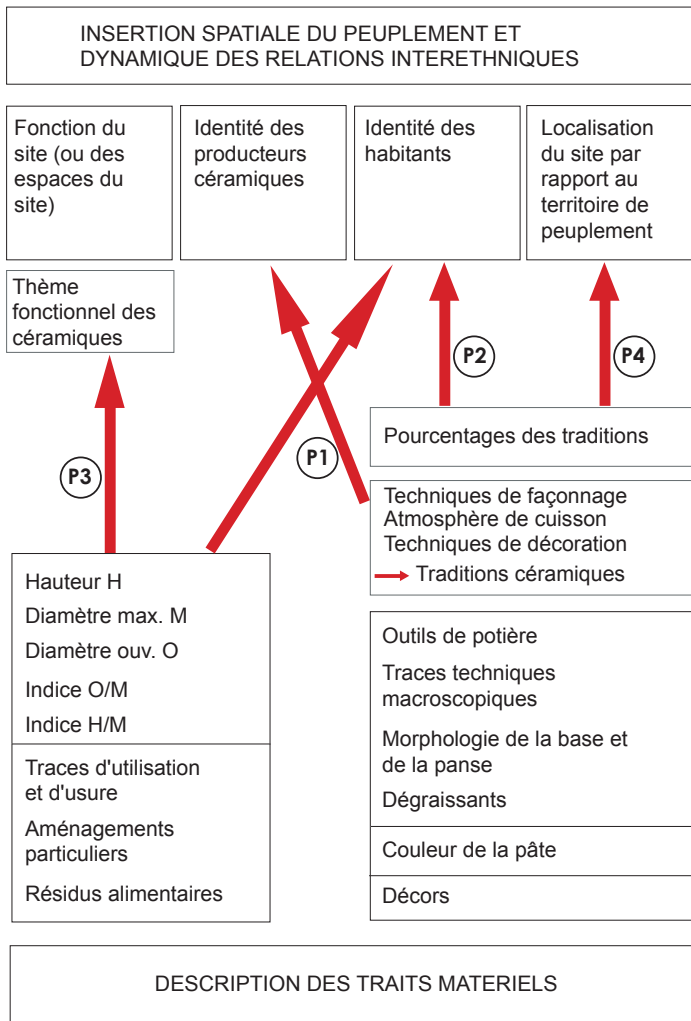 INSERTION SPATIALE DU PEUPLEMENT ET
DYNAMIQUE DES RELATIONS INTERETHNIQUES
Fonction du
site (ou des
espaces du
site)
Identité des
producteurs
céramiques
Identité des
habitants
Localisation
du site par
rapport au
territoire de
peuplement
Thème
fonctionnel des
céramiques
P3
P1
P2
P4
Pourcentages des traditions
Techniques de façonnage
Atmosphère de cuisson
Techniques de décoration
Traditions céramiques
Hauteur H
Diamètre max. M
Diamètre ouv. O
Indice O/M
Indice H/M
Traces d'utilisation
et d'usure
Aménagements
particuliers
Résidus alimentaires
Outils de potière
Traces techniques
macroscopiques
Morphologie de la base et
de la panse
Dégraissants
Couleur de la pâte
Décors
DESCRIPTION DES TRAITS MATERIELS